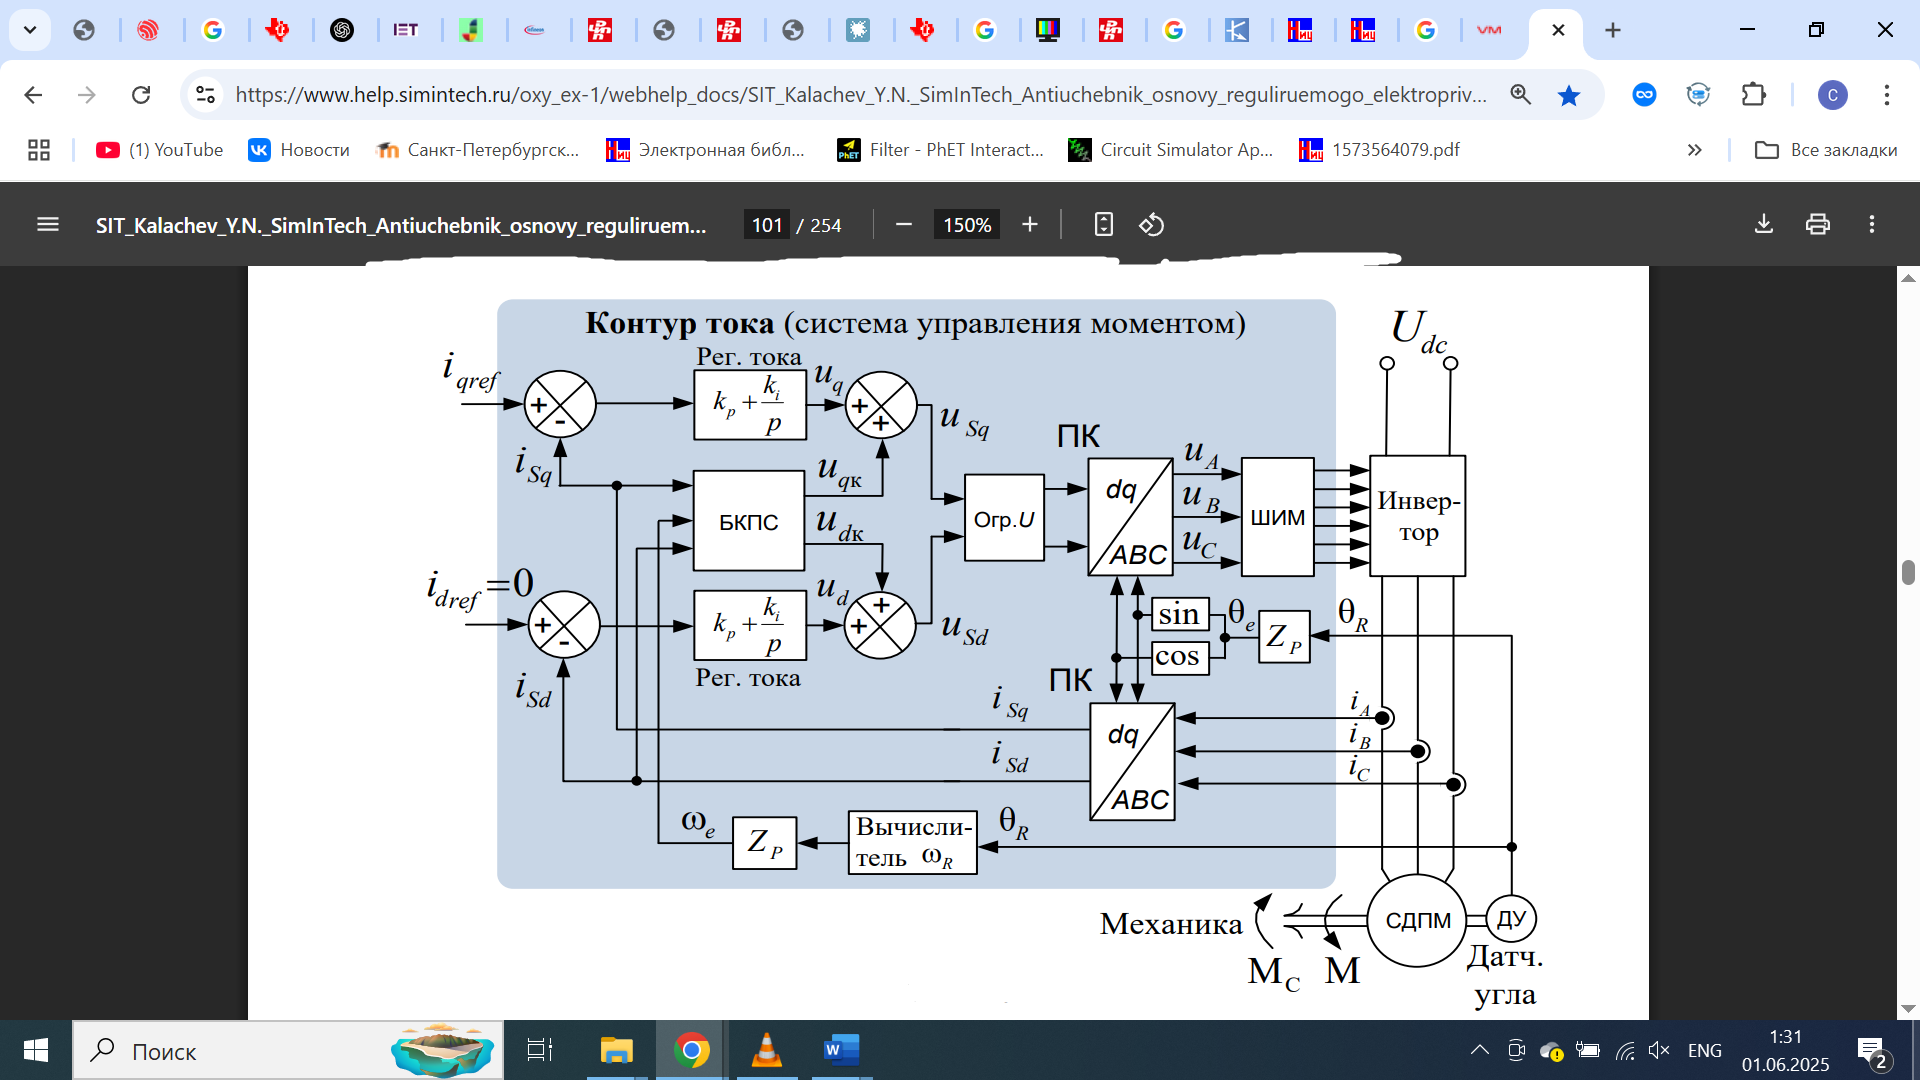 https://www.help.simintech.ru/oxy_ex-1/webhelp_docs/SIT_Kalachev_Y.N._SimInTech_Antiuchebnik_osnovy_reguliruemogo_elektropriv...
(1) YouTube
Новости
Санкт-Петербургск...
Электронная библ...
Filter - PhET Interact...
Circuit Simulator Ap...
1573564079.pdf
Все закладки
SIT_Kalachev_Y.N._SimInTech_Antiuchebnik_osnovy_reguliruem...
101 / 254
150%
Контур тока (система управления моментом)
U dc
Рег. тока
i qref
+ -
k p + k i / p
u q
+ +
u Sq
ПК
i Sq
БКПС
u qк
u dк
Огр.U
dq
ABC
u A
u B
u C
ШИМ
Инвер-
тор
i dref =0
+ -
k p + k i / p
u d
+ +
u Sd
Рег. тока
sin
cos
θ e
Z P
θ R
i Sd
ПК
i Sq
i Sd
dq
ABC
i A
i B
i C
ω e
Z P
Вычисли-
тель ω R
θ R
Механика
M C
M
СДПМ
ДУ
Датч.
угла
Поиск
ENG
1:31
01.06.2025
2